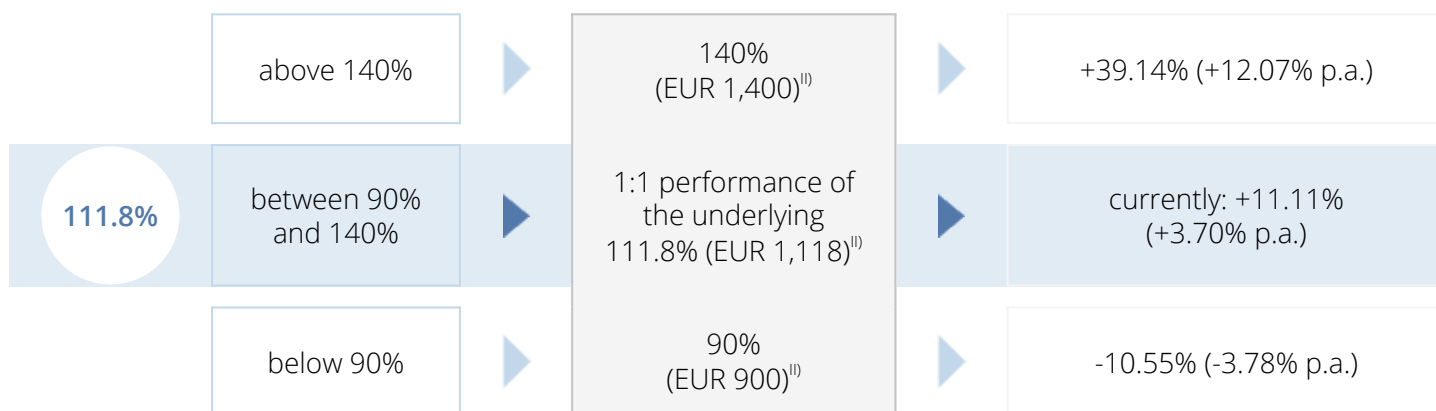 above 140%
140%
(EUR 1,400)II)
+39.14% (+12.07% p.a.)
111.8%
between 90%
and 140%
1:1 performance of
the underlying
111.8% (EUR 1,118)II)
currently: +11.11%
(+3.70% p.a.)
below 90%
90%
(EUR 900)II)
-10.55% (-3.78% p.a.)